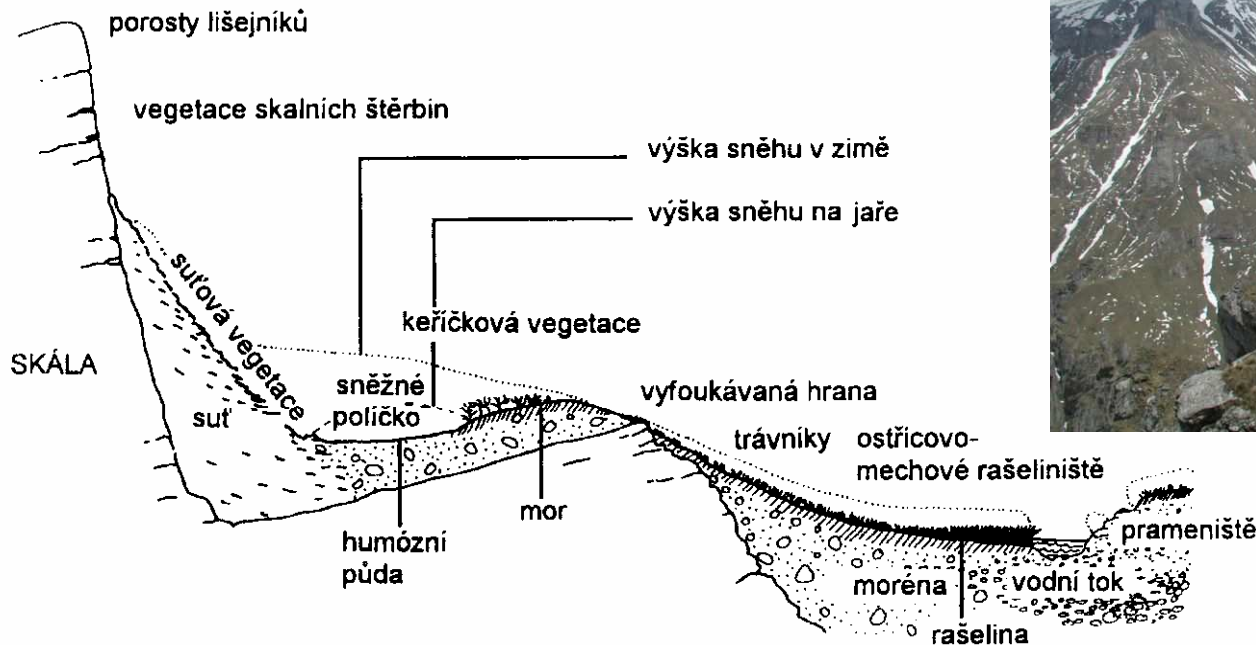 porosty lišejníků
vegetace skalních štěrbin
výška sněhu v zimě
výška sněhu na jaře
suťová vegetace
keříčková vegetace
SKÁLA
sněžné
políčko
suť
vyfoukávaná hrana
trávníky
ostřicovo-
mechové rašeliniště
mor
humózní
půda
prameniště
moréna
vodní tok
rašelina